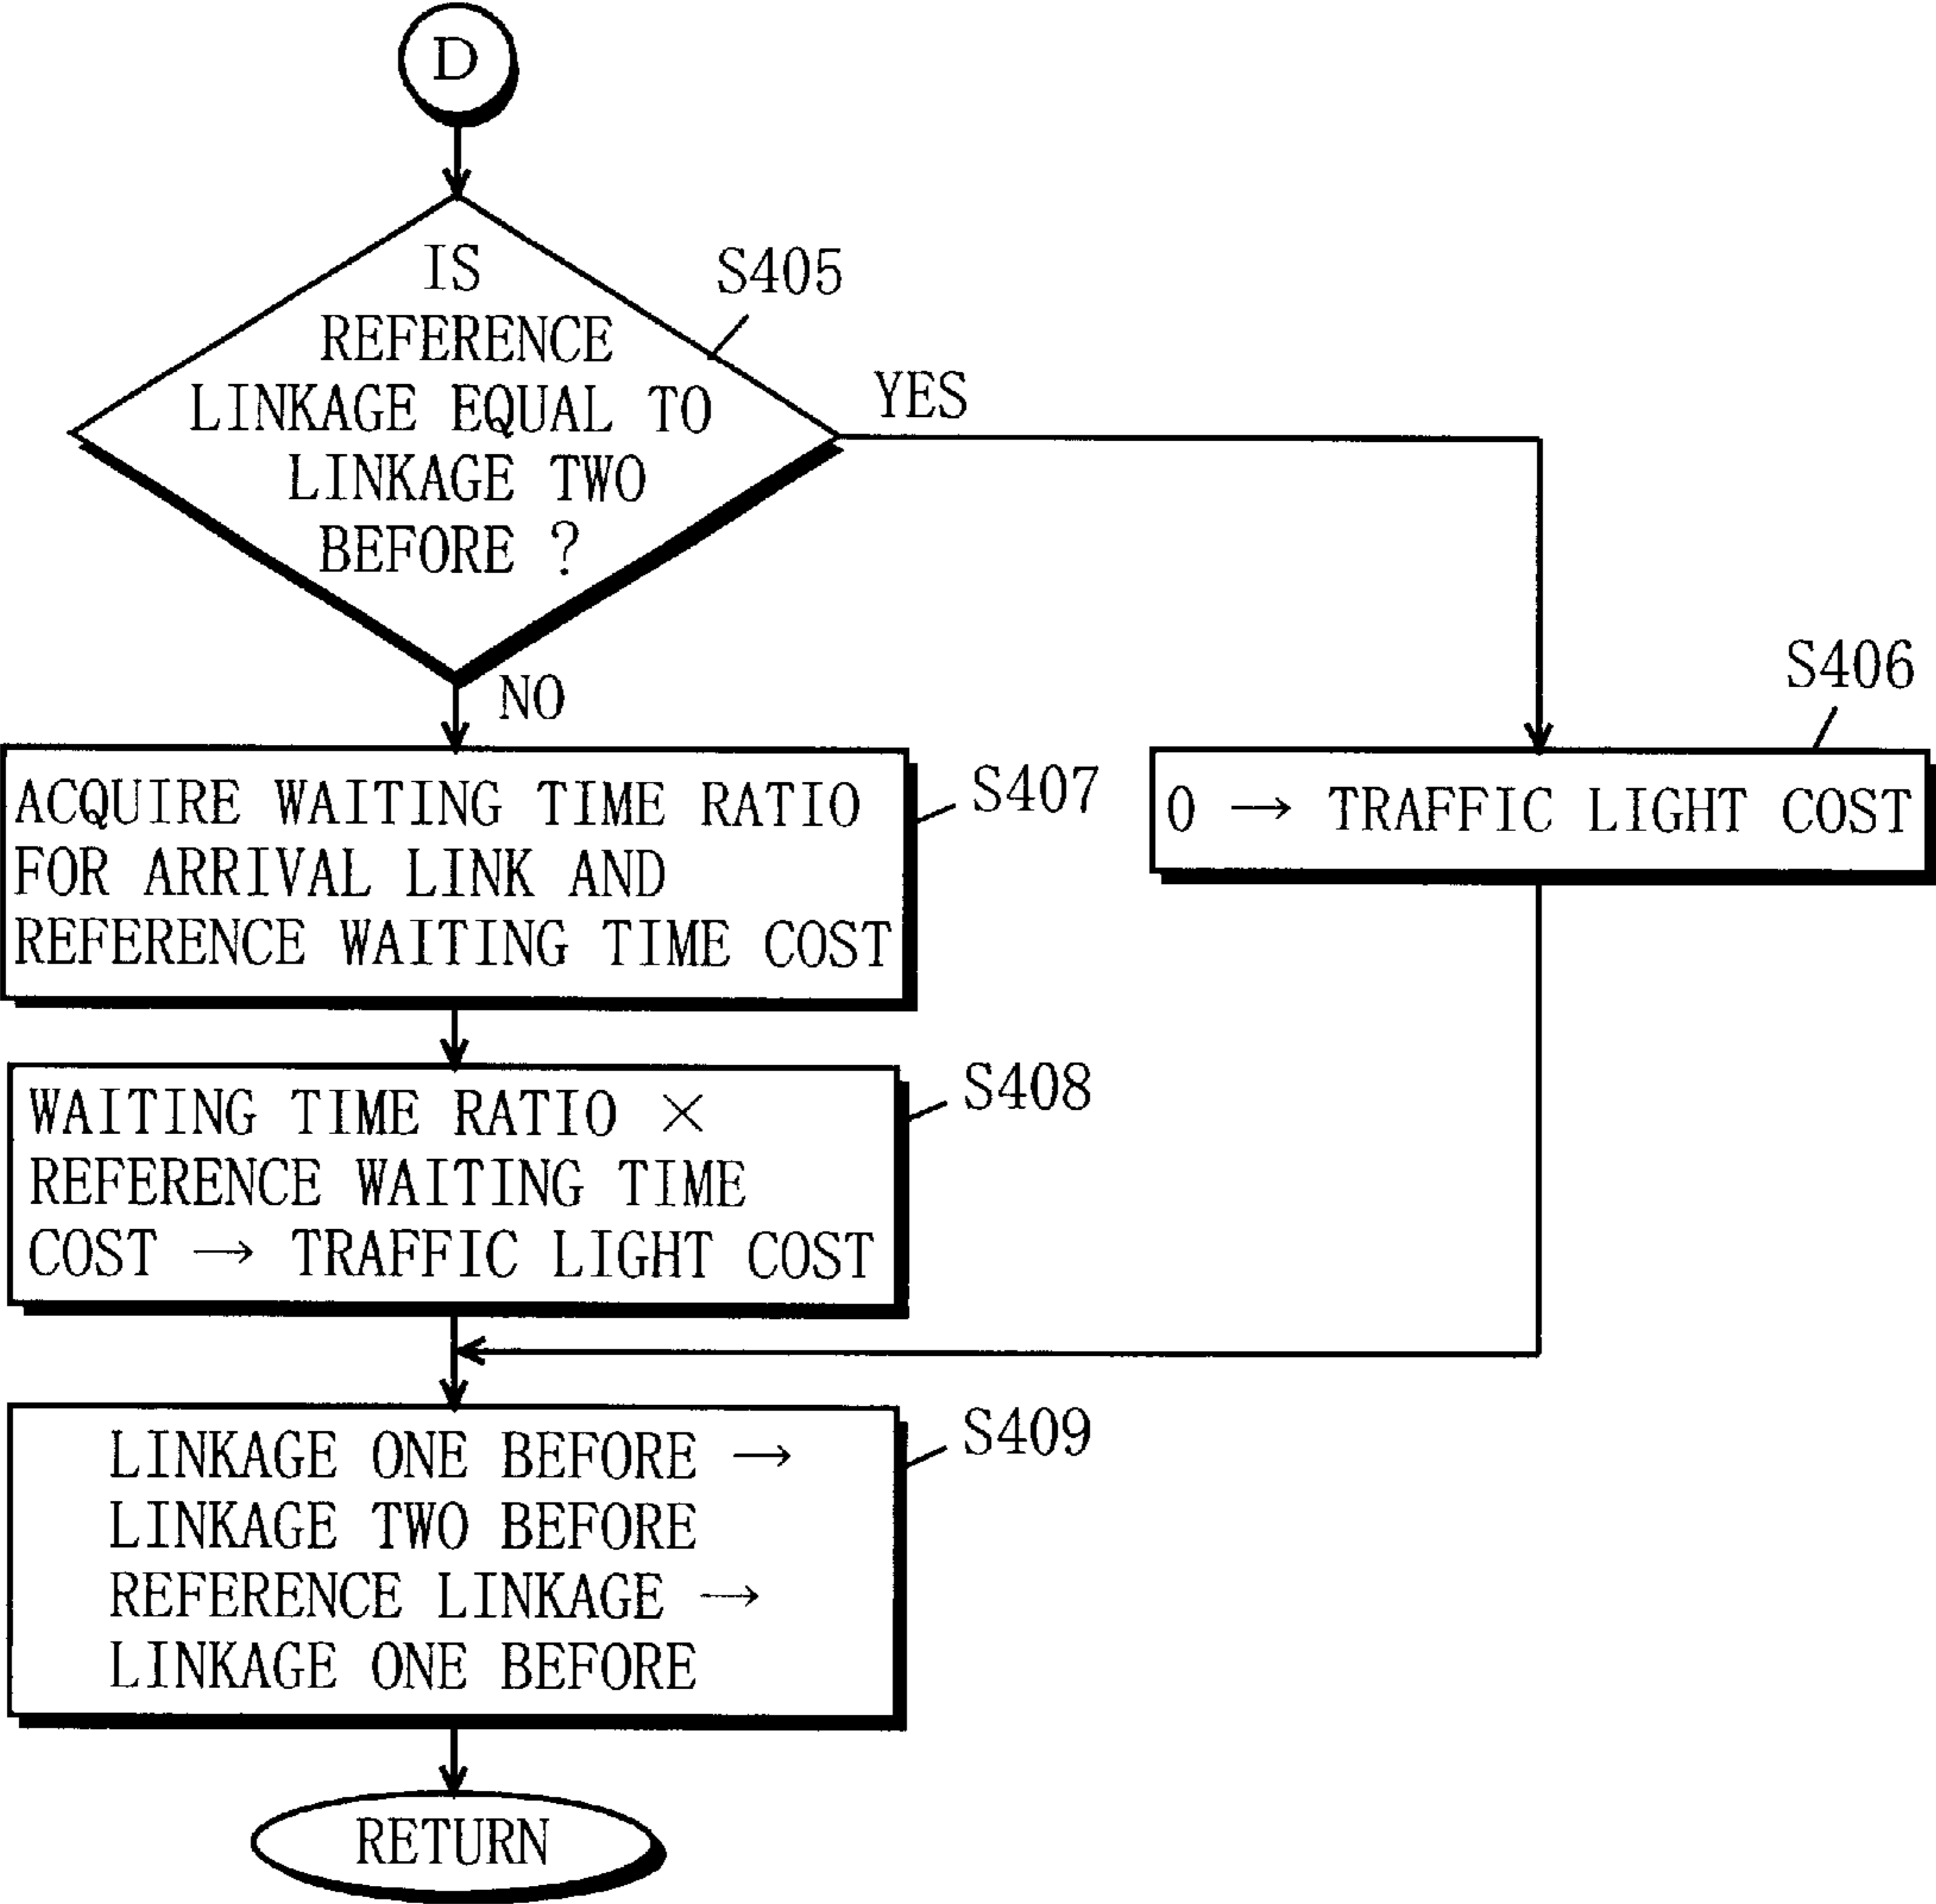 D
IS
REFERENCE
LINKAGE EQUAL TO
LINKAGE TWO
BEFORE ?
S405
YES
NO
S406
0 → TRAFFIC LIGHT COST
ACQUIRE WAITING TIME RATIO
FOR ARRIVAL LINK AND
REFERENCE WAITING TIME COST
S407
WAITING TIME RATIO ×
REFERENCE WAITING TIME
COST → TRAFFIC LIGHT COST
S408
LINKAGE ONE BEFORE →
LINKAGE TWO BEFORE
REFERENCE LINKAGE →
LINKAGE ONE BEFORE
S409
RETURN